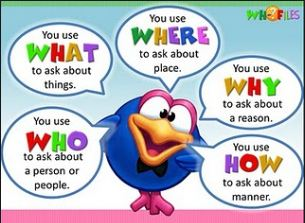 WH?FILES
You use
WHAT
to ask about
things.
You use
WHERE
to ask about
place.
You use
WHY
to ask about
a reason.
You use
WHO
to ask about
a person or
people.
You use
HOW
to ask about
manner.